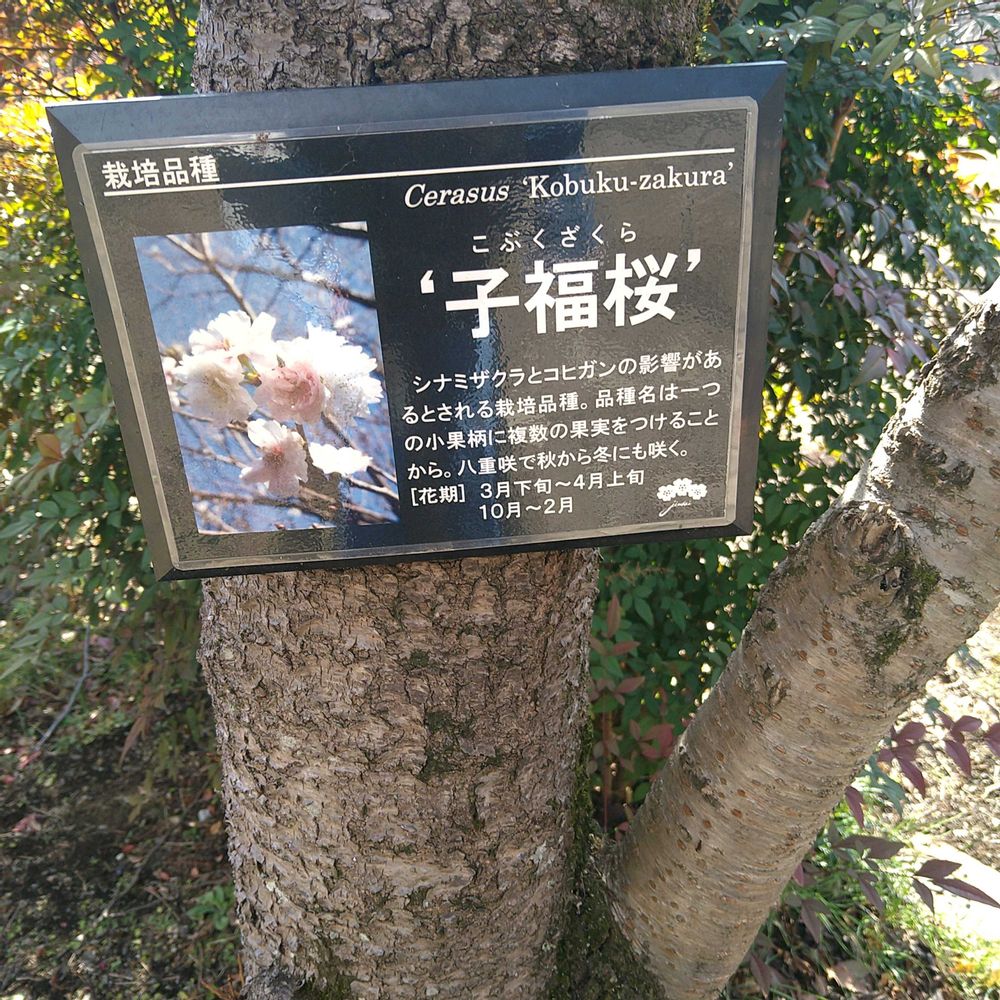 栽培品種
Cerasus ‘Kobuku-zakura’
こぶくざくら
‘子福桜’
シナミザクラとコヒガンの影響があ
るとされる栽培品種。品種名は一つ
の小果柄に複数の果実をつけること
から。八重咲で秋から冬にも咲く。
[花期] 3月下旬～4月上旬
10月～2月